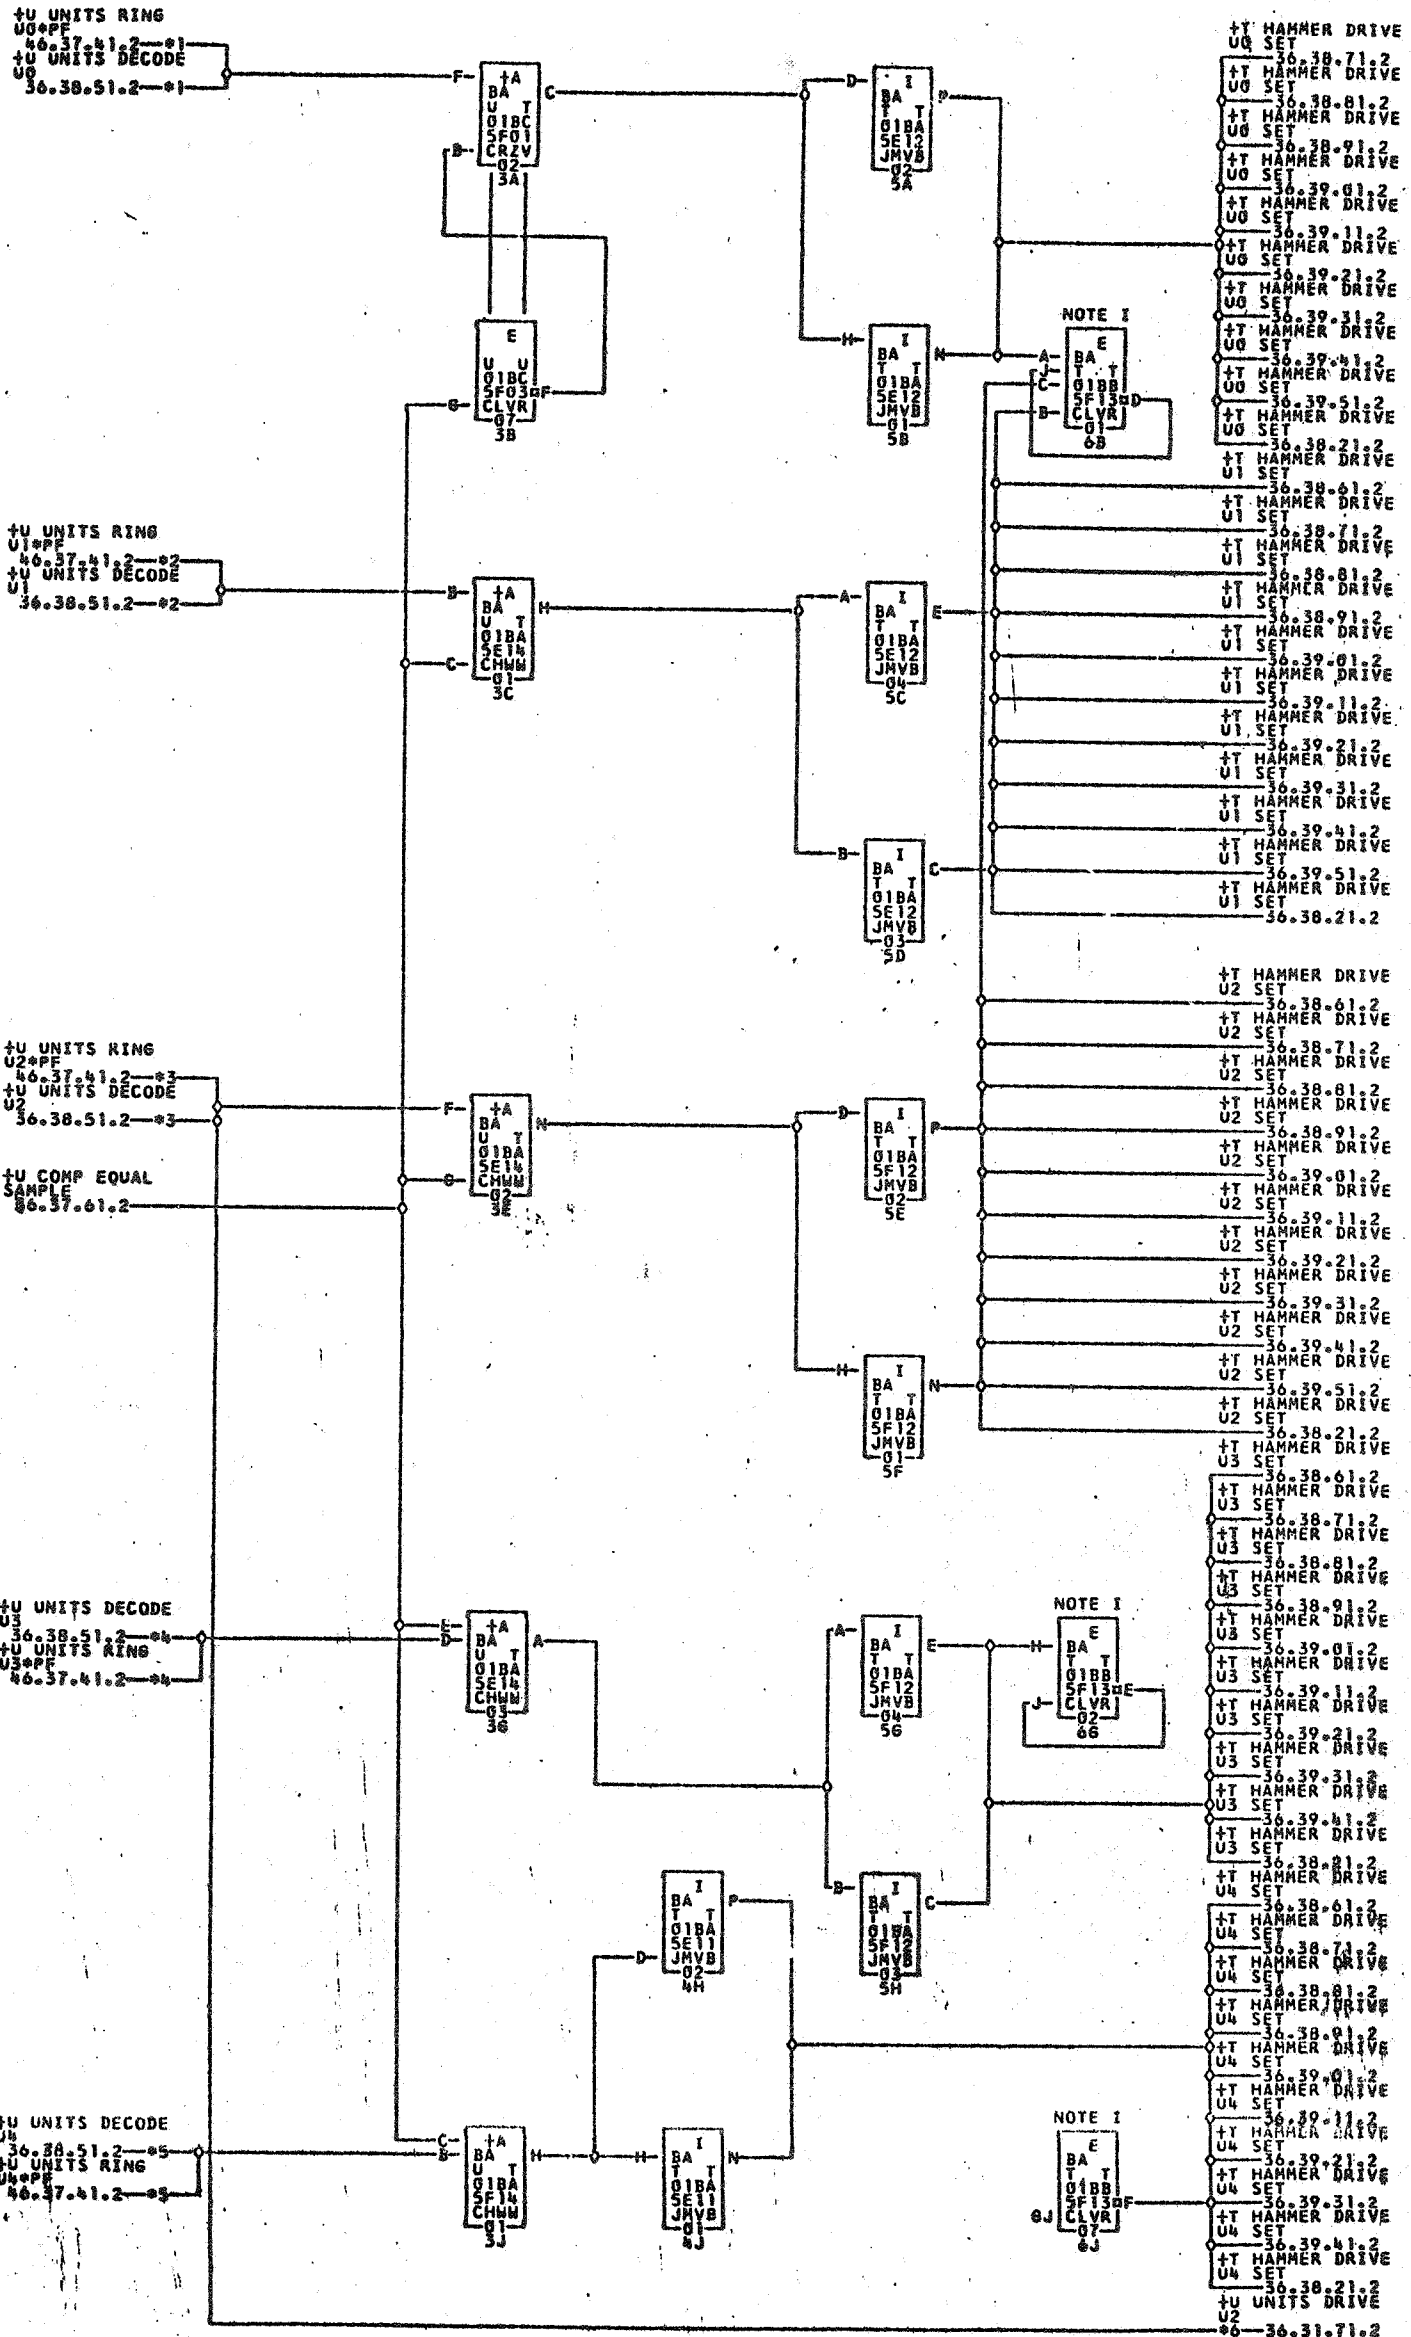 +U UNITS RING
U0*PF
46.37.41.2—*1
+U UNITS DECODE
U0
36.38.51.2—*1
F
+A
BA
U T
01BC
5F01
CRZV
02
3A
C
B
E
U U
01BC
5F03
CLVR
07
3B
F
G
D
I
BA
T T
01BA
5E12
JMVB
02
5A
P
H
I
BA
T T
01BA
5E12
JMVB
01
5B
N
NOTE I
A
J
C
B
E
BA
T T
01BB
5F13
CLVR
01
6B
D
+T HAMMER DRIVE
U0 SET
36.38.71.2
+T HAMMER DRIVE
U0 SET
36.38.81.2
+T HAMMER DRIVE
U0 SET
36.38.91.2
+T HAMMER DRIVE
U0 SET
36.39.01.2
+T HAMMER DRIVE
U0 SET
36.39.11.2
+T HAMMER DRIVE
U0 SET
36.39.21.2
+T HAMMER DRIVE
U0 SET
36.39.31.2
+T HAMMER DRIVE
U0 SET
36.39.41.2
+T HAMMER DRIVE
U0 SET
36.39.51.2
+T HAMMER DRIVE
U0 SET
36.38.21.2
+T HAMMER DRIVE
U1 SET
36.38.61.2
+T HAMMER DRIVE
U1 SET
36.38.71.2
+T HAMMER DRIVE
U1 SET
36.38.81.2
+T HAMMER DRIVE
U1 SET
36.38.91.2
+T HAMMER DRIVE
U1 SET
36.39.01.2
+T HAMMER DRIVE
U1 SET
36.39.11.2
+T HAMMER DRIVE
U1 SET
36.39.21.2
+T HAMMER DRIVE
U1 SET
36.39.31.2
+T HAMMER DRIVE
U1 SET
36.39.41.2
+T HAMMER DRIVE
U1 SET
36.39.51.2
+T HAMMER DRIVE
U1 SET
36.38.21.2
+U UNITS RING
U1*PF
46.37.41.2—*2
+U UNITS DECODE
U1
36.38.51.2—*2
B
C
+A
BA
U T
01BA
5E14
CHWW
01
3C
H
A
I
BA
T T
01BA
5E12
JMVB
04
5C
E
B
I
BA
T T
01BA
5E12
JMVB
03
5D
C
+T HAMMER DRIVE
U2 SET
36.38.61.2
+T HAMMER DRIVE
U2 SET
36.38.71.2
+T HAMMER DRIVE
U2 SET
36.38.81.2
+T HAMMER DRIVE
U2 SET
36.38.91.2
+T HAMMER DRIVE
U2 SET
36.39.01.2
+T HAMMER DRIVE
U2 SET
36.39.11.2
+T HAMMER DRIVE
U2 SET
36.39.21.2
+T HAMMER DRIVE
U2 SET
36.39.31.2
+T HAMMER DRIVE
U2 SET
36.39.41.2
+T HAMMER DRIVE
U2 SET
36.39.51.2
+T HAMMER DRIVE
U2 SET
36.38.21.2
+U UNITS RING
U2*PF
46.37.41.2—*3
+U UNITS DECODE
U2
36.38.51.2—*3
+U COMP EQUAL
SAMPLE
36.37.61.2
F
G
+A
BA
U T
01BA
5E14
CHWW
02
3E
N
D
I
BA
T T
01BA
5F12
JMVB
02
5E
P
H
I
BA
T T
01BA
5F12
JMVB
01
5F
N
+T HAMMER DRIVE
U3 SET
36.38.61.2
+T HAMMER DRIVE
U3 SET
36.38.71.2
+T HAMMER DRIVE
U3 SET
36.38.81.2
+T HAMMER DRIVE
U3 SET
36.38.91.2
+T HAMMER DRIVE
U3 SET
36.39.01.2
+T HAMMER DRIVE
U3 SET
36.39.11.2
+T HAMMER DRIVE
U3 SET
36.39.21.2
+T HAMMER DRIVE
U3 SET
36.39.31.2
+T HAMMER DRIVE
U3 SET
36.39.41.2
+T HAMMER DRIVE
U3 SET
36.38.21.2
+U UNITS DECODE
U3
36.38.51.2—*4
+U UNITS RING
U3*PF
46.37.41.2—*4
E
D
+A
BA
U T
01BA
5E14
CHWW
03
3G
A
A
I
BA
T T
01BA
5F12
JMVB
04
5G
E
NOTE I
H
J
E
BA
T T
01BB
5F13
CLVR
02
6G
E
B
I
BA
T T
01BA
5F12
JMVB
03
5H
C
D
I
BA
T T
01BA
5E11
JMVB
02
4H
P
+T HAMMER DRIVE
U4 SET
36.38.61.2
+T HAMMER DRIVE
U4 SET
36.38.71.2
+T HAMMER DRIVE
U4 SET
36.38.81.2
+T HAMMER DRIVE
U4 SET
36.38.91.2
+T HAMMER DRIVE
U4 SET
36.39.01.2
+T HAMMER DRIVE
U4 SET
36.39.11.2
+T HAMMER DRIVE
U4 SET
36.39.21.2
+T HAMMER DRIVE
U4 SET
36.39.31.2
+T HAMMER DRIVE
U4 SET
36.39.41.2
+T HAMMER DRIVE
U4 SET
36.38.21.2
+U UNITS DECODE
U4
36.38.51.2—*5
+U UNITS RING
U4*PF
46.37.41.2—*5
C
B
+A
BA
U T
01BA
5F14
CHWW
01
3J
H
H
I
BA
T T
01BA
5E11
JMVB
01
4J
N
NOTE I
E
BA
T T
01BB
5F13
CLVR
07
6J
F
6J
+U UNITS DRIVE
U2
*6—36.31.71.2